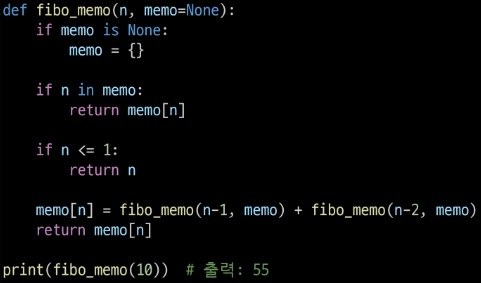 def fibo_memo(n, memo=None):
    if memo is None:
        memo = {}

    if n in memo:
        return memo[n]

    if n <= 1:
        return n

    memo[n] = fibo_memo(n-1, memo) + fibo_memo(n-2, memo)
    return memo[n]

print(fibo_memo(10))  # 출력: 55